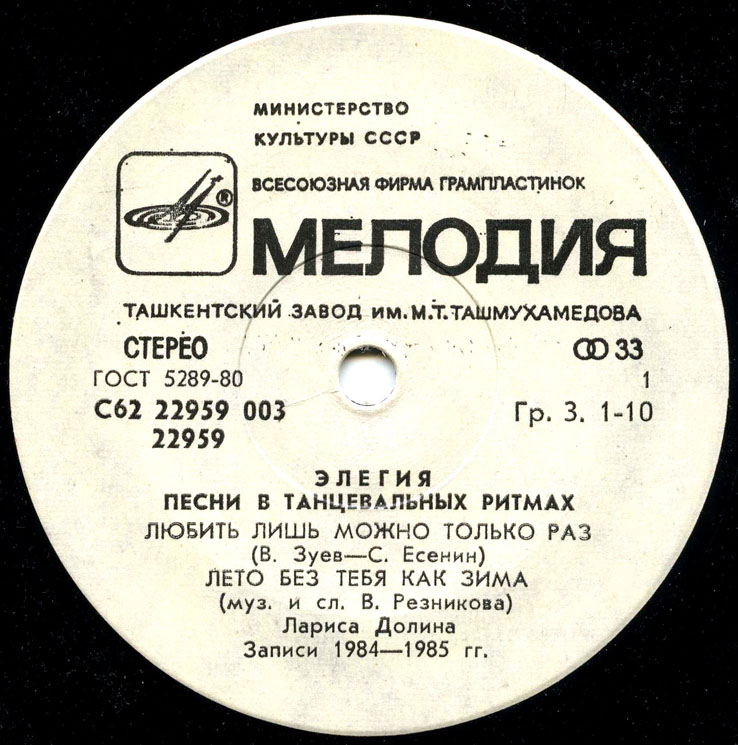 МИНИСТЕРСТВО
КУЛЬТУРЫ СССР
ВСЕСОЮЗНАЯ ФИРМА ГРАМПЛАСТИНОК
®
МЕЛОДИЯ
ТАШКЕНТСКИЙ ЗАВОД ИМ. М.Т. ТАШМУХАМЕДОВА
СТЕРЕО 33
ГОСТ 5289-80 1
С62 22959 003 Гр. 3. 1-10
22959
ЭЛЕГИЯ
ПЕСНИ В ТАНЦЕВАЛЬНЫХ РИТМАХ
ЛЮБИТЬ ЛИШЬ МОЖНО ТОЛЬКО РАЗ
(В. Зуев—С. Есенин)
ЛЕТО БЕЗ ТЕБЯ КАК ЗИМА
(муз. и сл. В. Резникова)
Лариса Долина
Записи 1984—1985 гг.